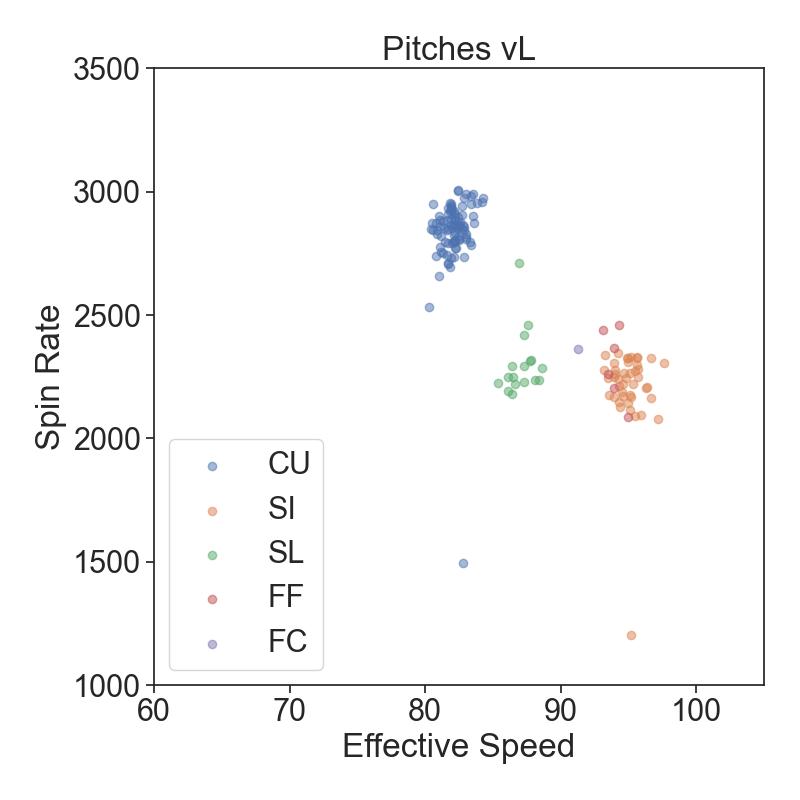 Pitches vL
3500
3000
2500
2000
1500
1000
Spin Rate
CU
SI
SL
FF
FC
60 70 80 90 100
Effective Speed